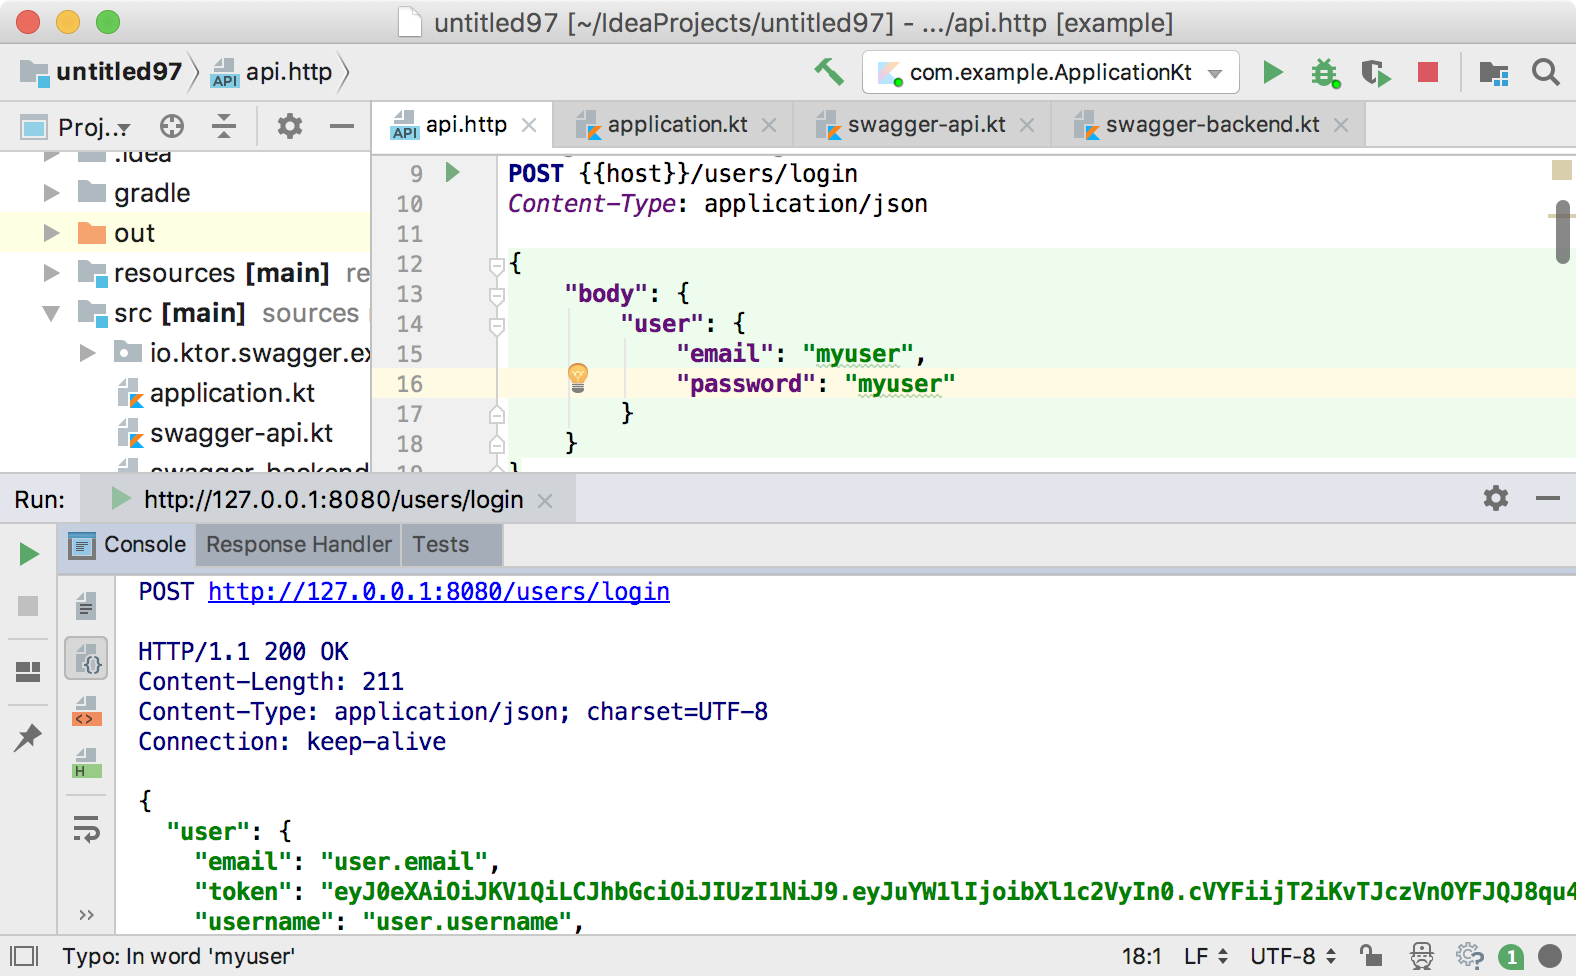 untitled97 [~/IdeaProjects/untitled97] - .../api.http [example]
untitled97 API api.http com.example.ApplicationKt
Proj... API api.http application.kt swagger-api.kt swagger-backend.kt
.idea
gradle
out
resources [main] re
src [main] sources
io.ktor.swagger.ex
application.kt
swagger-api.kt
swagger-backend
9 POST {{host}}/users/login
10 Content-Type: application/json
11
12 {
13 "body": {
14 "user": {
15 "email": "myuser",
16 "password": "myuser"
17 }
18 }
19 }
Run: http://127.0.0.1:8080/users/login
Console Response Handler Tests
POST http://127.0.0.1:8080/users/login
HTTP/1.1 200 OK
Content-Length: 211
Content-Type: application/json; charset=UTF-8
Connection: keep-alive
{
"user": {
"email": "user.email",
"token": "eyJ0eXAiOiJKV1QiLCJhbGciOiJIUzI1NiJ9.eyJuYW1lIjoibXl1c2VyIn0.cVYFiijT2iKvTJczVnOYFJQJ8qu4
"username": "user.username",
Typo: In word 'myuser' 18:1 LF UTF-8 1